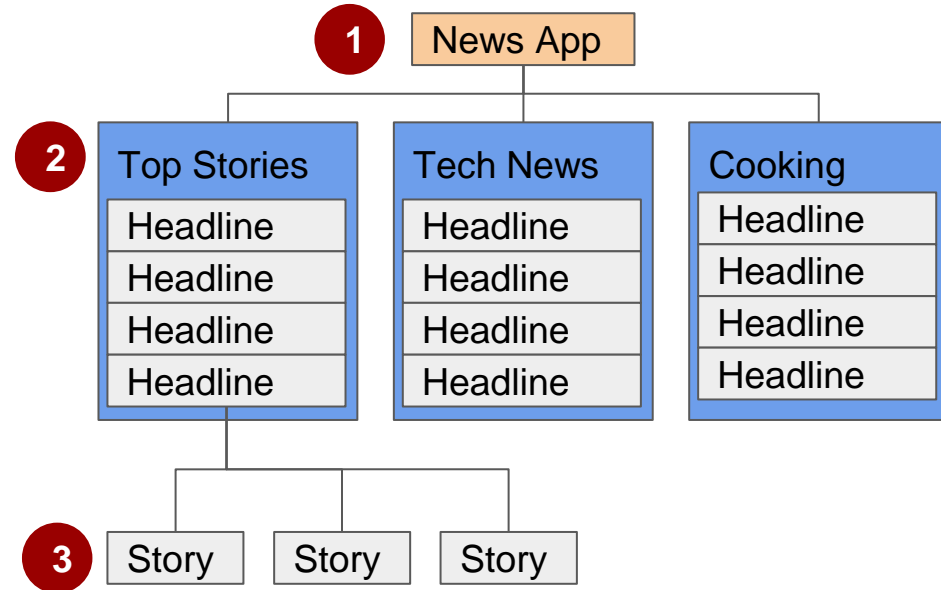 1
News App
2
Top Stories
Headline
Headline
Headline
Headline
Tech News
Headline
Headline
Headline
Headline
Cooking
Headline
Headline
Headline
Headline
3
Story
Story
Story